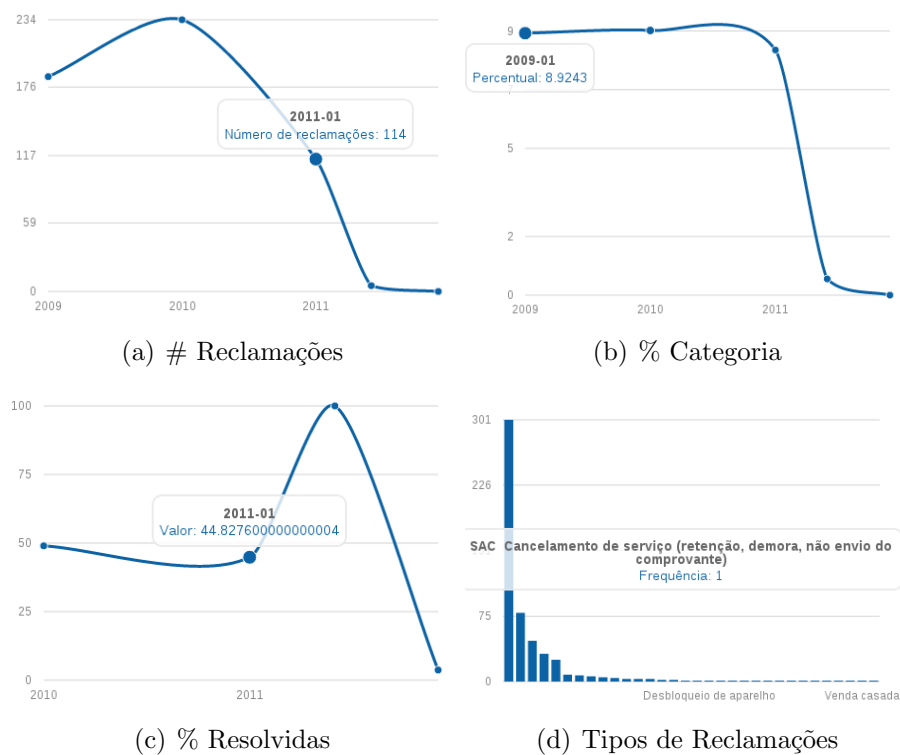 234
176
117
59
0
2009
2010
2011
2011-01
Número de reclamações: 114
(a) # Reclamações
9
7
5
2
0
2009
2010
2011
2009-01
Percentual: 8.9243
(b) % Categoria
100
75
50
25
0
2010
2011
2011-01
Valor: 44.827600000000004
(c) % Resolvidas
301
226
75
0
SAC Cancelamento de serviço (retenção, demora, não envio do
comprovante)
Frequência: 1
Desbloqueio de aparelho
Venda casada
(d) Tipos de Reclamações